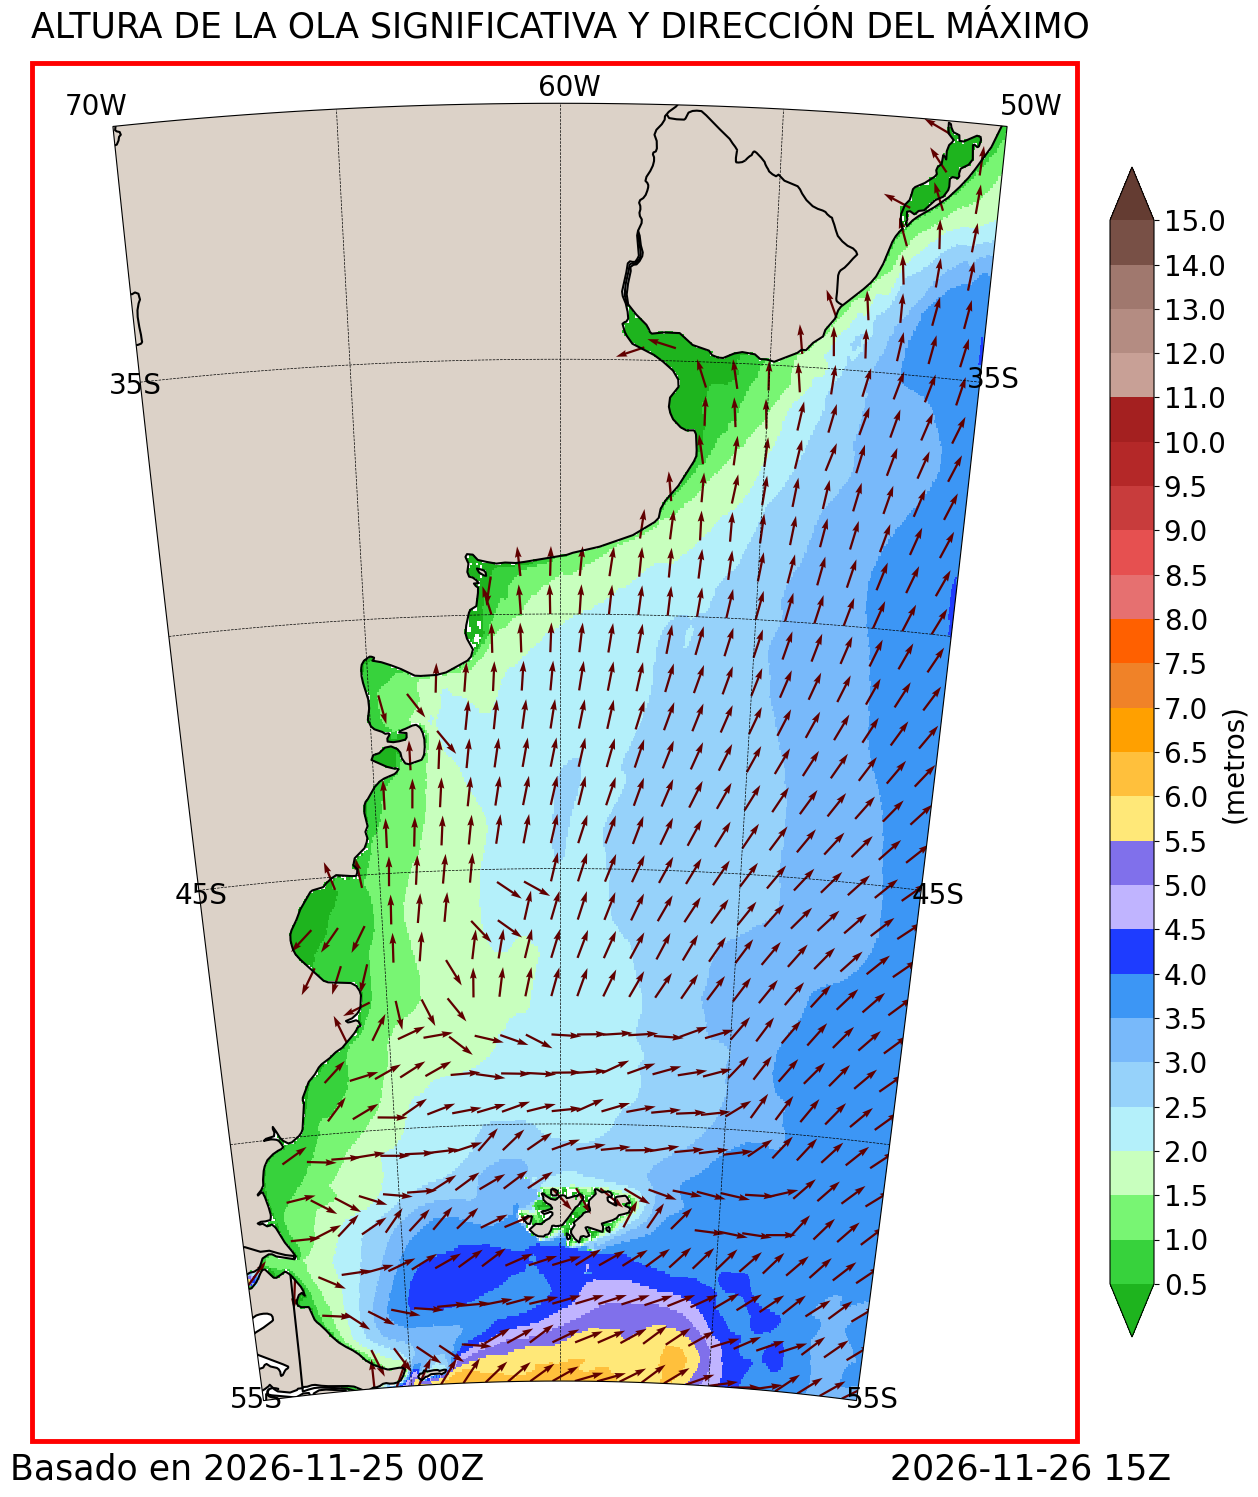 ALTURA DE LA OLA SIGNIFICATIVA Y DIRECCIÓN DEL MÁXIMO
70W
60W
50W
35S
35S
45S
45S
55S
55S
15.0
14.0
13.0
12.0
11.0
10.0
9.5
9.0
8.5
8.0
7.5
7.0
6.5
6.0
5.5
5.0
4.5
4.0
3.5
3.0
2.5
2.0
1.5
1.0
0.5
(metros)
Basado en 2026-11-25 00Z
2026-11-26 15Z